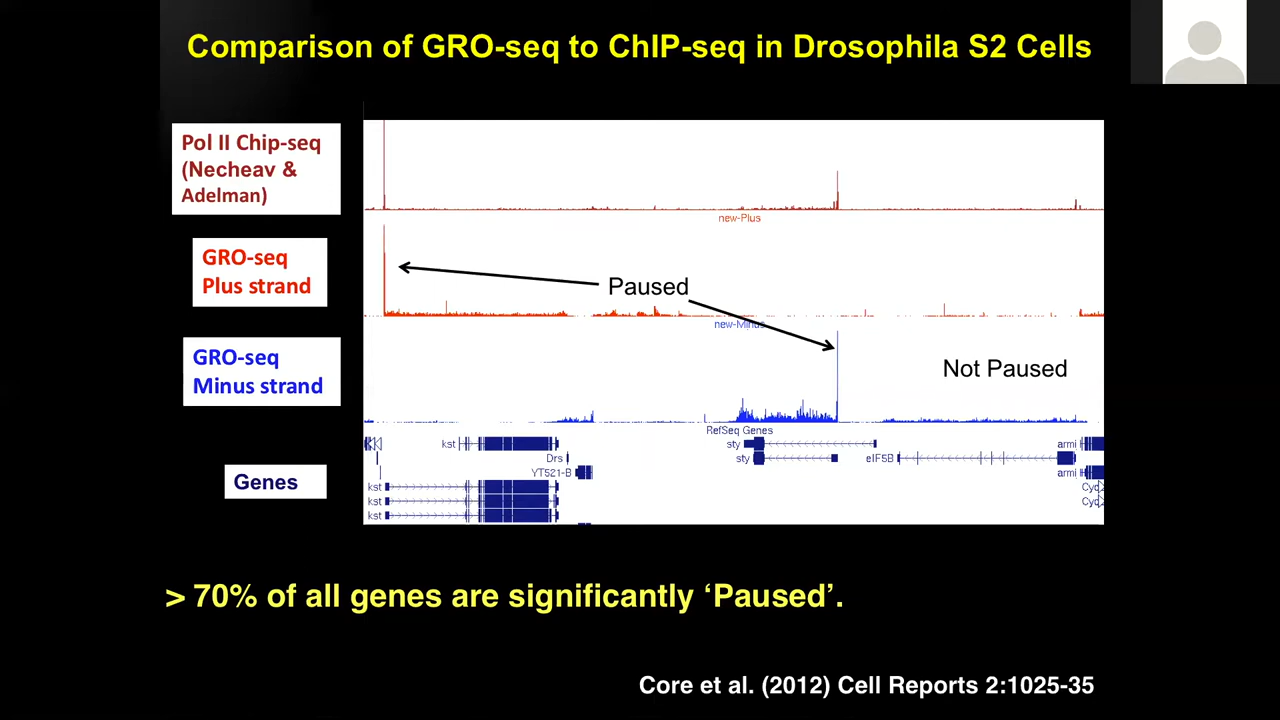 Comparison of GRO-seq to ChIP-seq in Drosophila S2 Cells
Pol II Chip-seq
(Necheav &
Adelman)
new-Plus
GRO-seq
Plus strand
Paused
new-Minus
GRO-seq
Minus strand
Not Paused
RefSeq Genes
kst
sty
armi
Drs
sty
eIF5B
YT521-B
armi
Genes
kst
Cyc
kst
Cyc
kst
> 70% of all genes are significantly ‘Paused’.
Core et al. (2012) Cell Reports 2:1025-35